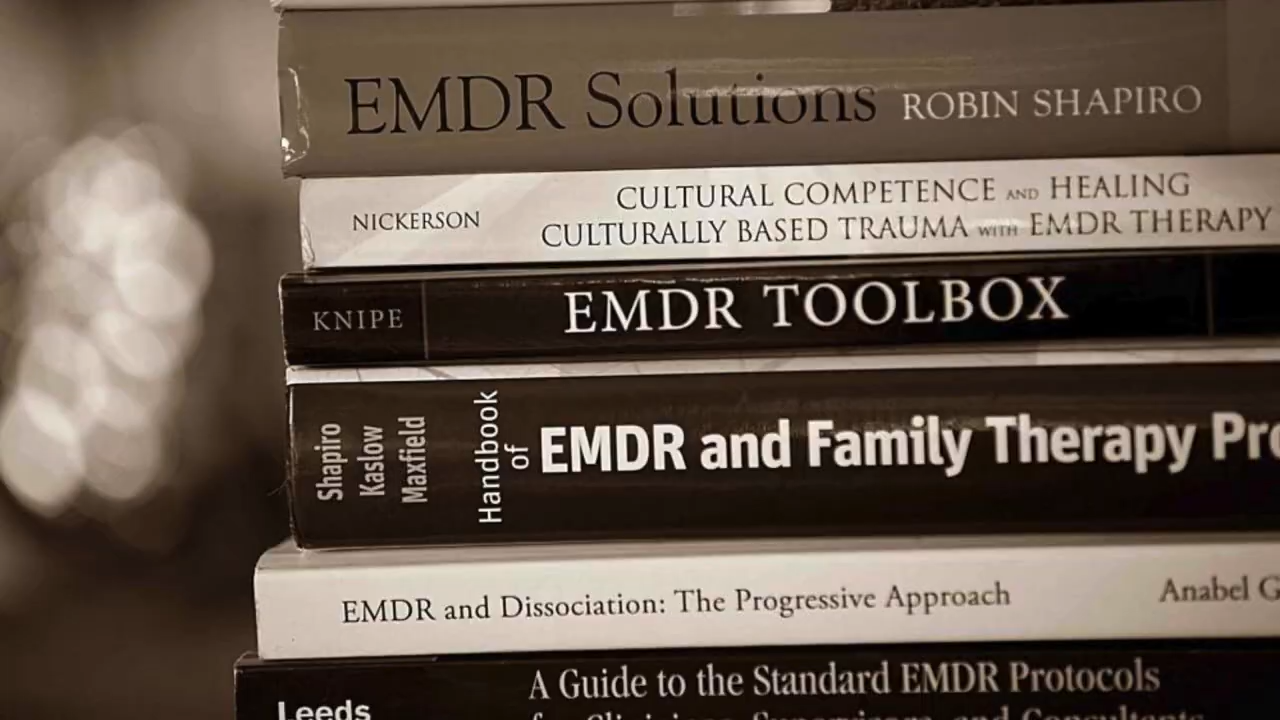 EMDR Solutions ROBIN SHAPIRO
NICKERSON
CULTURAL COMPETENCE AND HEALING
CULTURALLY BASED TRAUMA WITH EMDR THERAPY
KNIPE EMDR TOOLBOX
Shapiro
Kaslow
Maxfield
Handbook
of
EMDR and Family Therapy Pro
EMDR and Dissociation: The Progressive Approach Anabel G
Leeds
A Guide to the Standard EMDR Protocols